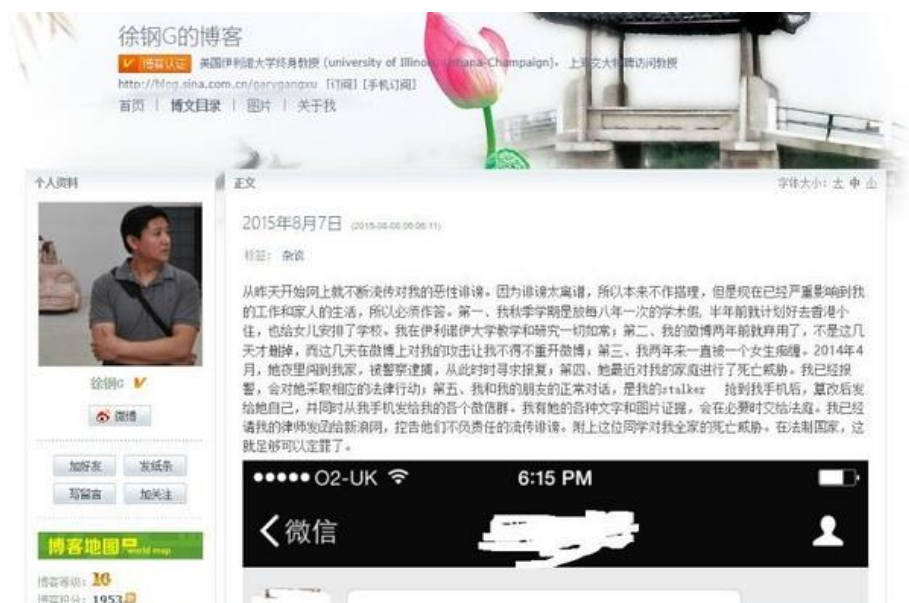 徐钢G的博客
博客认证 美国伊利诺大学终身教授 (university of Illinois, Urbana-Champaign), 上海交大特聘访问教授
http://blog.sina.com.cn/garygangxu [订阅] [手机订阅]
首页 | 博文目录 | 图片 | 关于我
个人资料
正文
字体大小：大 中 小
2015年8月7日 (2015-08-08 06:06:11)
标签： 杂谈
从昨天开始网上就不断流传对我的恶性诽谤。因为诽谤太离谱，所以本来不作搭理，但是现在已经严重影响到我
的工作和家人的生活，所以必须作答。第一、我秋季学期是放每八年一次的学术假，半年前就计划好去香港小
住，也给女儿安排了学校。我在伊利诺伊大学教学和研究一切如常；第二、我的微博两年前就弃用了，不是这几
天才删掉，而这几天在微博上对我的攻击让我不得不重开微博；第三、我两年来一直被一个女生痴缠。2014年4
月，她夜里闯到我家，被警察逮捕，从此时时寻求报复；第四、她最近对我的家庭进行了死亡威胁。我已经报
警，会对她采取相应的法律行动；第五、我和我的朋友的正常对话，是我的stalker 抢到我手机后，篡改后发
给她自己，并同时从我手机发给我的各个微信群。我有她的各种文字和图片证据，会在必要时交给法庭。我已经
请我的律师发函给新浪网，控告他们不负责任的流传诽谤。附上这位同学对我全家的死亡威胁。在法制国家，这
就足够可以定罪了。
徐钢G
微博
加好友 发纸条
写留言 加关注
博客地图 world map
博客等级：16
博客积分：1953
O2-UK 6:15 PM
微信